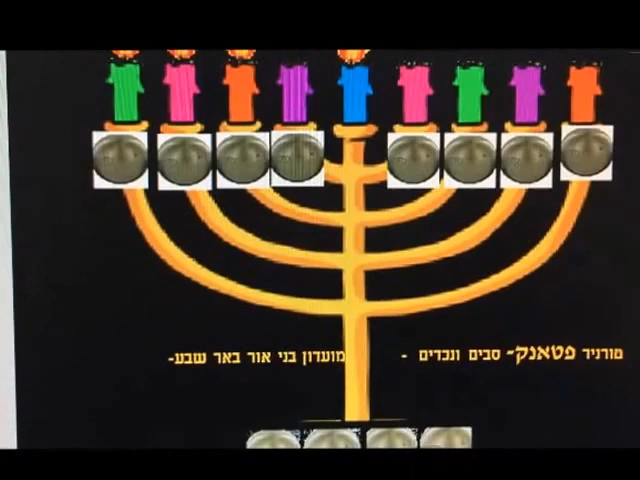 טורניר פטאנק- סבים ונכדים -
מועדון בני אור באר שבע-